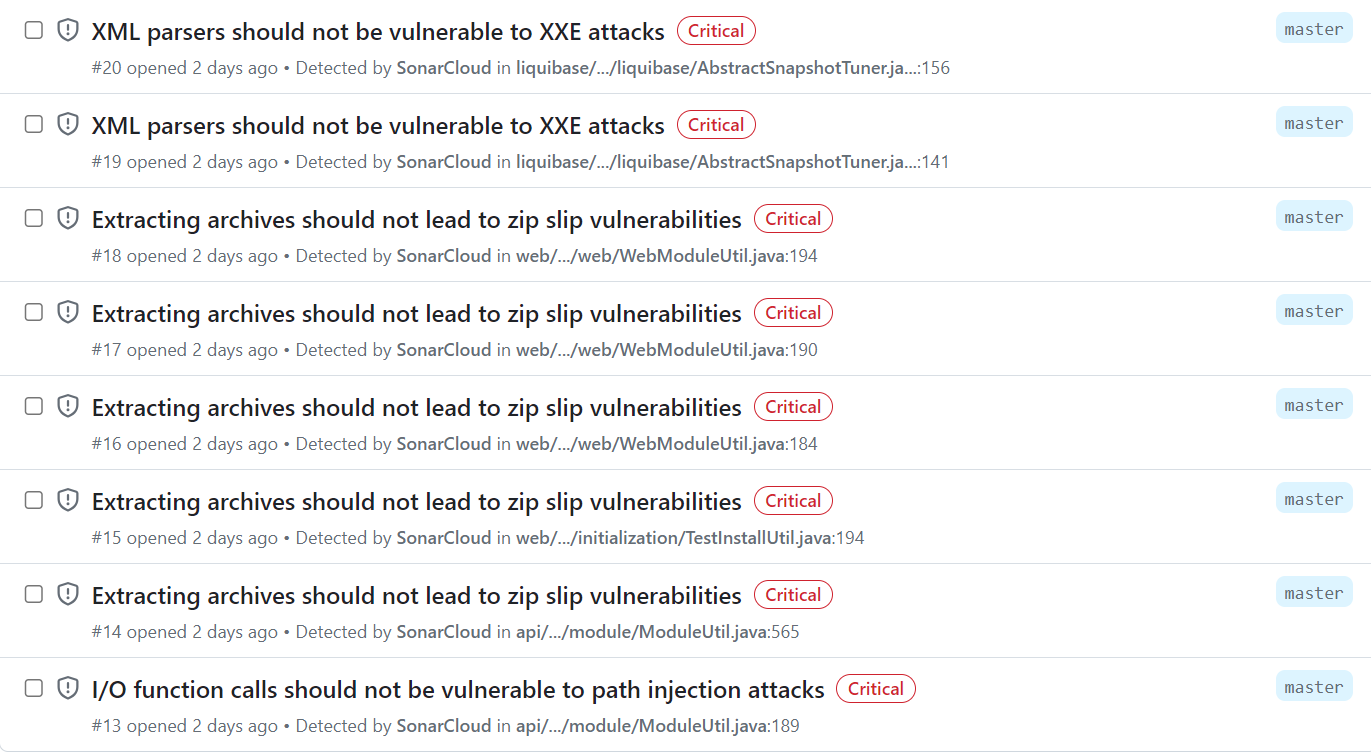 XML parsers should not be vulnerable to XXE attacks Critical master
#20 opened 2 days ago • Detected by SonarCloud in liquibase/.../liquibase/AbstractSnapshotTuner.ja...:156
XML parsers should not be vulnerable to XXE attacks Critical master
#19 opened 2 days ago • Detected by SonarCloud in liquibase/.../liquibase/AbstractSnapshotTuner.ja...:141
Extracting archives should not lead to zip slip vulnerabilities Critical master
#18 opened 2 days ago • Detected by SonarCloud in web/.../web/WebModuleUtil.java:194
Extracting archives should not lead to zip slip vulnerabilities Critical master
#17 opened 2 days ago • Detected by SonarCloud in web/.../web/WebModuleUtil.java:190
Extracting archives should not lead to zip slip vulnerabilities Critical master
#16 opened 2 days ago • Detected by SonarCloud in web/.../web/WebModuleUtil.java:184
Extracting archives should not lead to zip slip vulnerabilities Critical master
#15 opened 2 days ago • Detected by SonarCloud in web/.../initialization/TestInstallUtil.java:194
Extracting archives should not lead to zip slip vulnerabilities Critical master
#14 opened 2 days ago • Detected by SonarCloud in api/.../module/ModuleUtil.java:565
I/O function calls should not be vulnerable to path injection attacks Critical master
#13 opened 2 days ago • Detected by SonarCloud in api/.../module/ModuleUtil.java:189